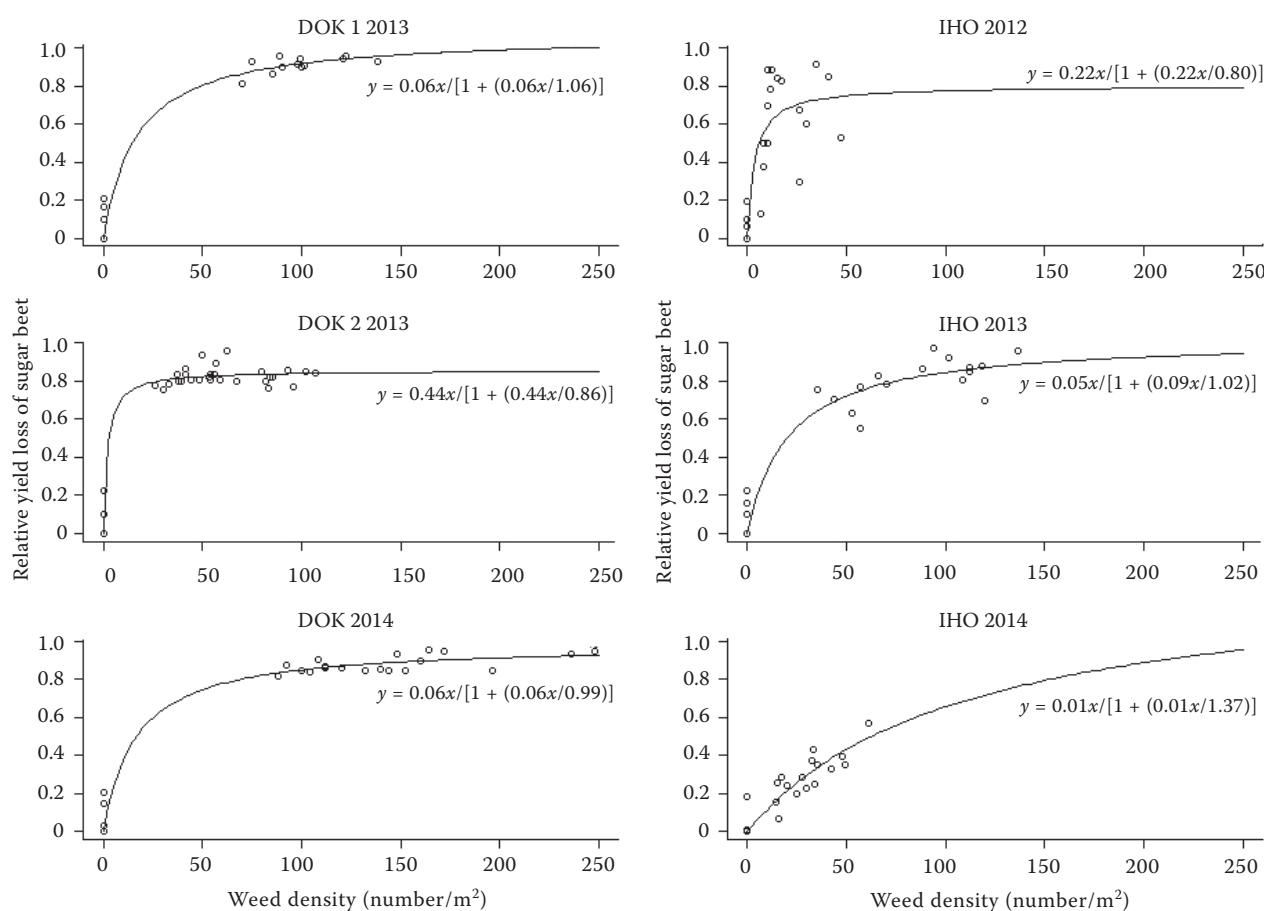 DOK 1 2013
1.0
0.8
0.6
0.4
0.2
0
y = 0.06x/[1 + (0.06x/1.06)]
0 50 100 150 200 250
IHO 2012
1.0
0.8
0.6
0.4
0.2
0
y = 0.22x/[1 + (0.22x/0.80)]
0 50 100 150 200 250
Relative yield loss of sugar beet
DOK 2 2013
1.0
0.8
0.6
0.4
0.2
0
y = 0.44x/[1 + (0.44x/0.86)]
0 50 100 150 200 250
Relative yield loss of sugar beet
IHO 2013
1.0
0.8
0.6
0.4
0.2
0
y = 0.05x/[1 + (0.09x/1.02)]
0 50 100 150 200 250
DOK 2014
1.0
0.8
0.6
0.4
0.2
0
y = 0.06x/[1 + (0.06x/0.99)]
0 50 100 150 200 250
Weed density (number/m²)
IHO 2014
1.0
0.8
0.6
0.4
0.2
0
y = 0.01x/[1 + (0.01x/1.37)]
0 50 100 150 200 250
Weed density (number/m²)